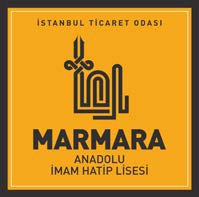 İSTANBUL TİCARET ODASI
MARMARA
ANADOLU
İMAM HATİP LİSESİ